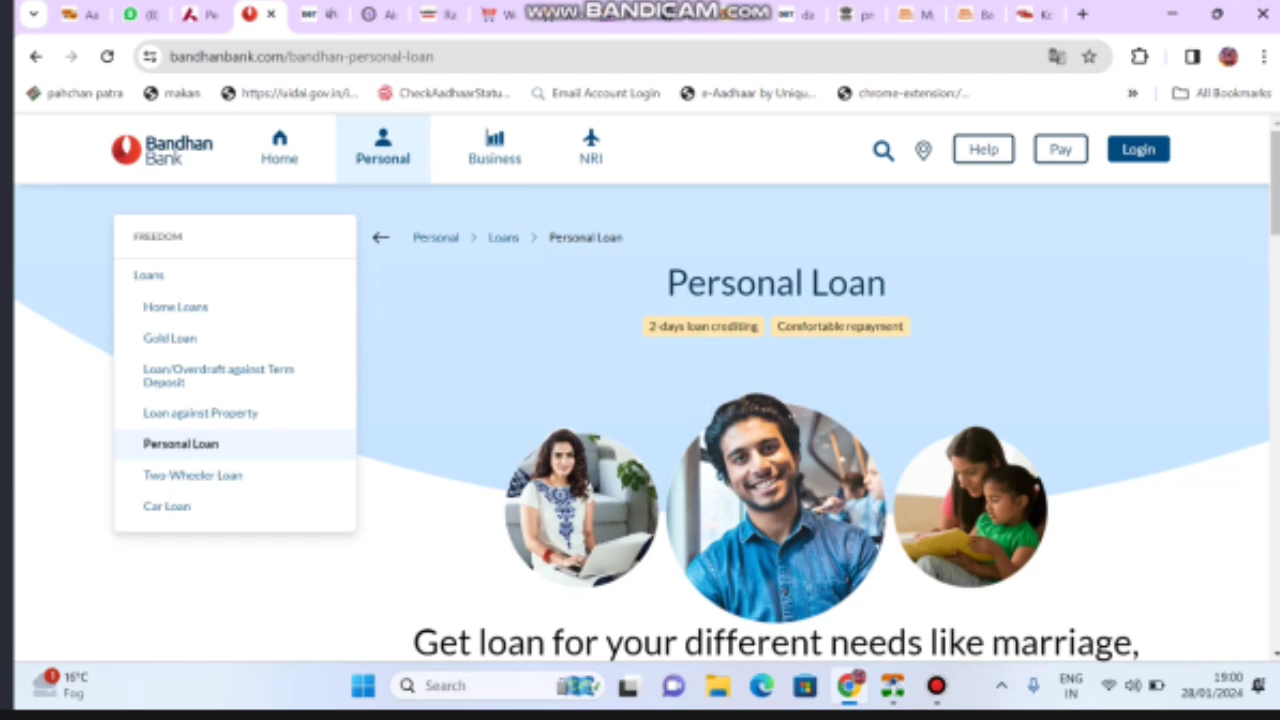 WWW.BANDICAM.COM
bandhanbank.com/bandhan-personal-loan
pahchan patra
makan
https://uidai.gov.in/i...
CheckAadhaarStatu...
Email Account Login
e-Aadhaar by Uniqu...
chrome-extension:/...
All Bookmarks
Bandhan
Bank
Home
Personal
Business
NRI
Help
Pay
Login
FREEDOM
Loans
Home Loans
Gold Loan
Loan/Overdraft against Term
Deposit
Loan against Property
Personal Loan
Two-Wheeler Loan
Car Loan
Personal > Loans > Personal Loan
Personal Loan
2-days loan crediting
Comfortable repayment
Get loan for your different needs like marriage,
1
16°C
Fog
Search
ENG
IN
19:00
28/01/2024